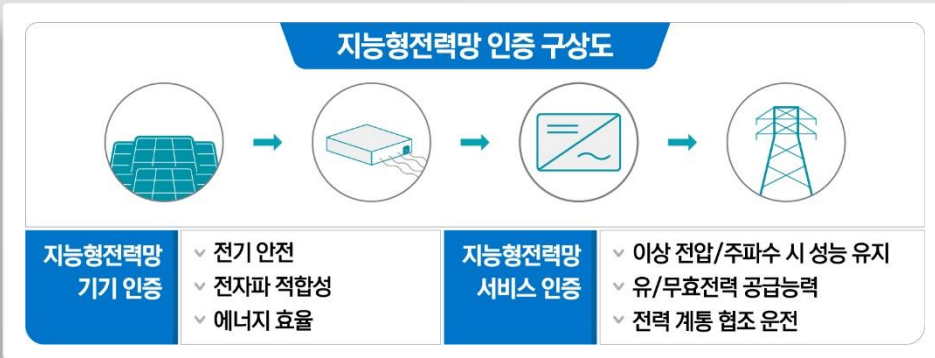 지능형전력망 인증 구상도
지능형전력망
기기 인증
전기 안전
전자파 적합성
에너지 효율
지능형전력망
서비스 인증
이상 전압/주파수 시 성능 유지
유/무효전력 공급능력
전력 계통 협조 운전